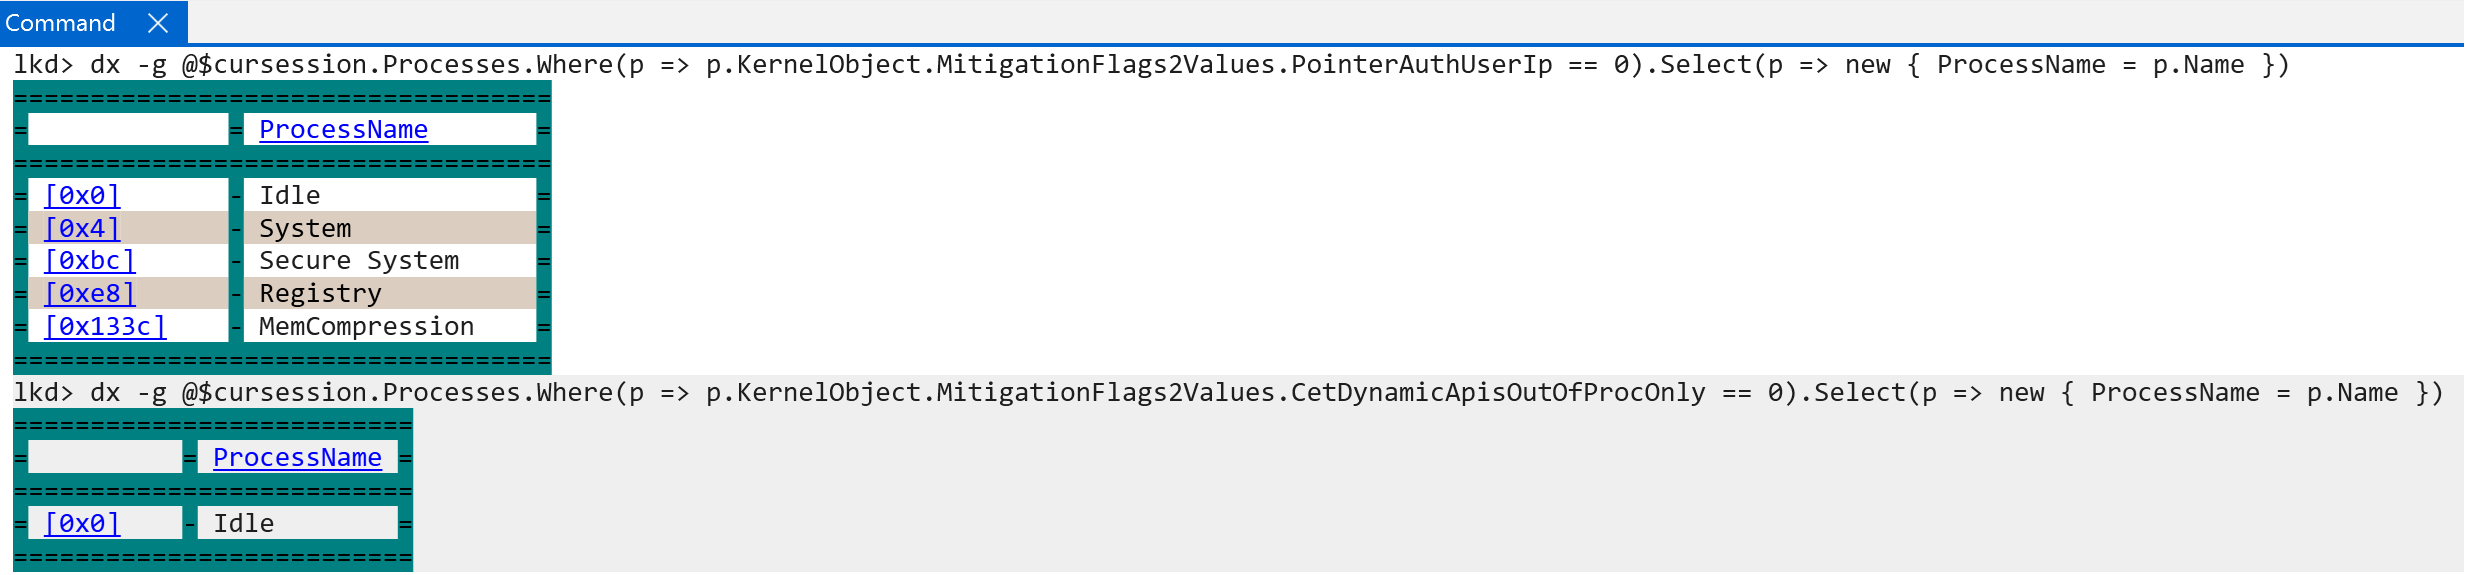 Command
lkd> dx -g @$cursession.Processes.Where(p => p.KernelObject.MitigationFlags2Values.PointerAuthUserIp == 0).Select(p => new { ProcessName = p.Name })
===================================
= = ProcessName =
===================================
= [0x0] - Idle =
= [0x4] - System =
= [0xbc] - Secure System =
= [0xe8] - Registry =
= [0x133c] - MemCompression =
===================================
lkd> dx -g @$cursession.Processes.Where(p => p.KernelObject.MitigationFlags2Values.CetDynamicApisOutOfProcOnly == 0).Select(p => new { ProcessName = p.Name })
==========================
= = ProcessName =
==========================
= [0x0] - Idle =
==========================